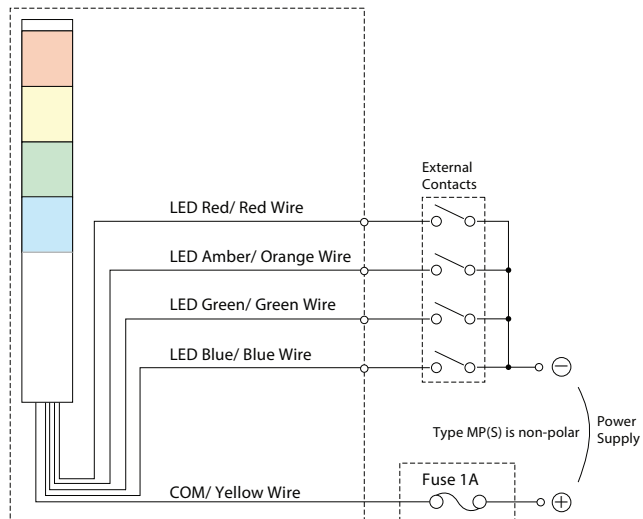 External
Contacts
LED Red/ Red Wire
LED Amber/ Orange Wire
LED Green/ Green Wire
LED Blue/ Blue Wire
−
Type MP(S) is non-polar
Power
Supply
Fuse 1A
COM/ Yellow Wire
+